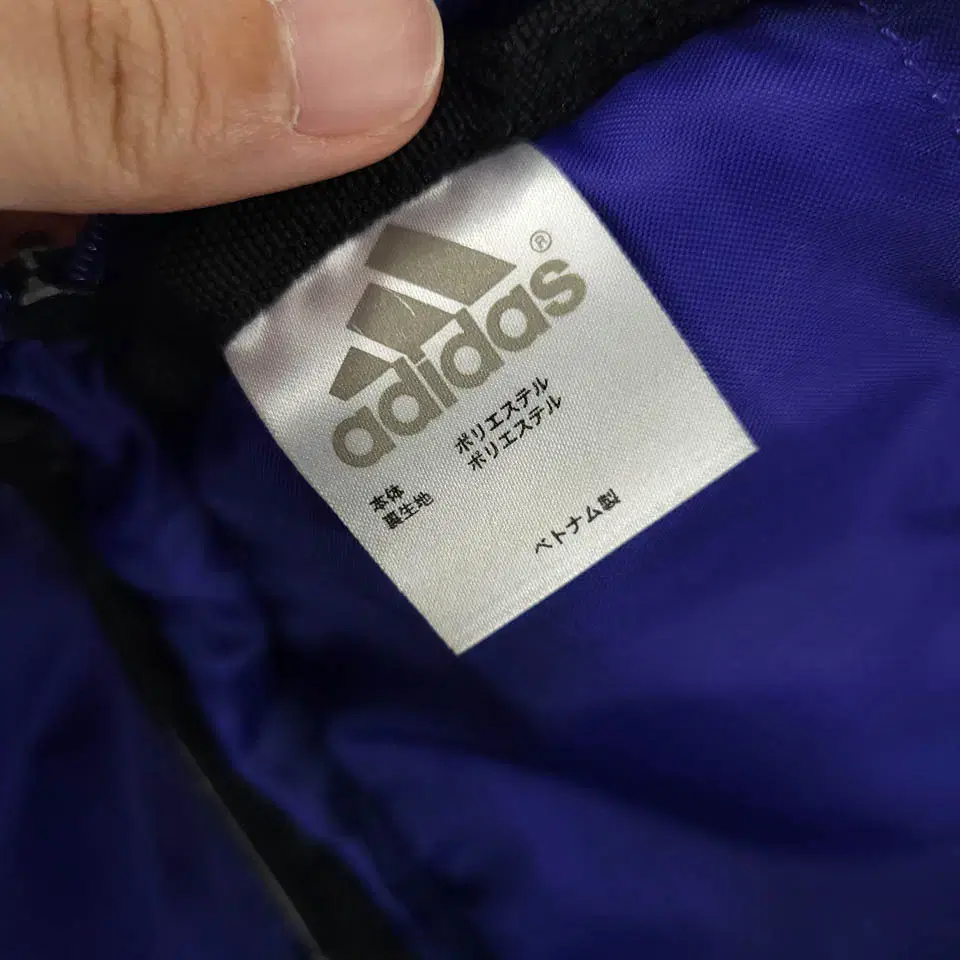 adidas®
本体 ポリエステル
裏生地 ポリエステル
ベトナム製